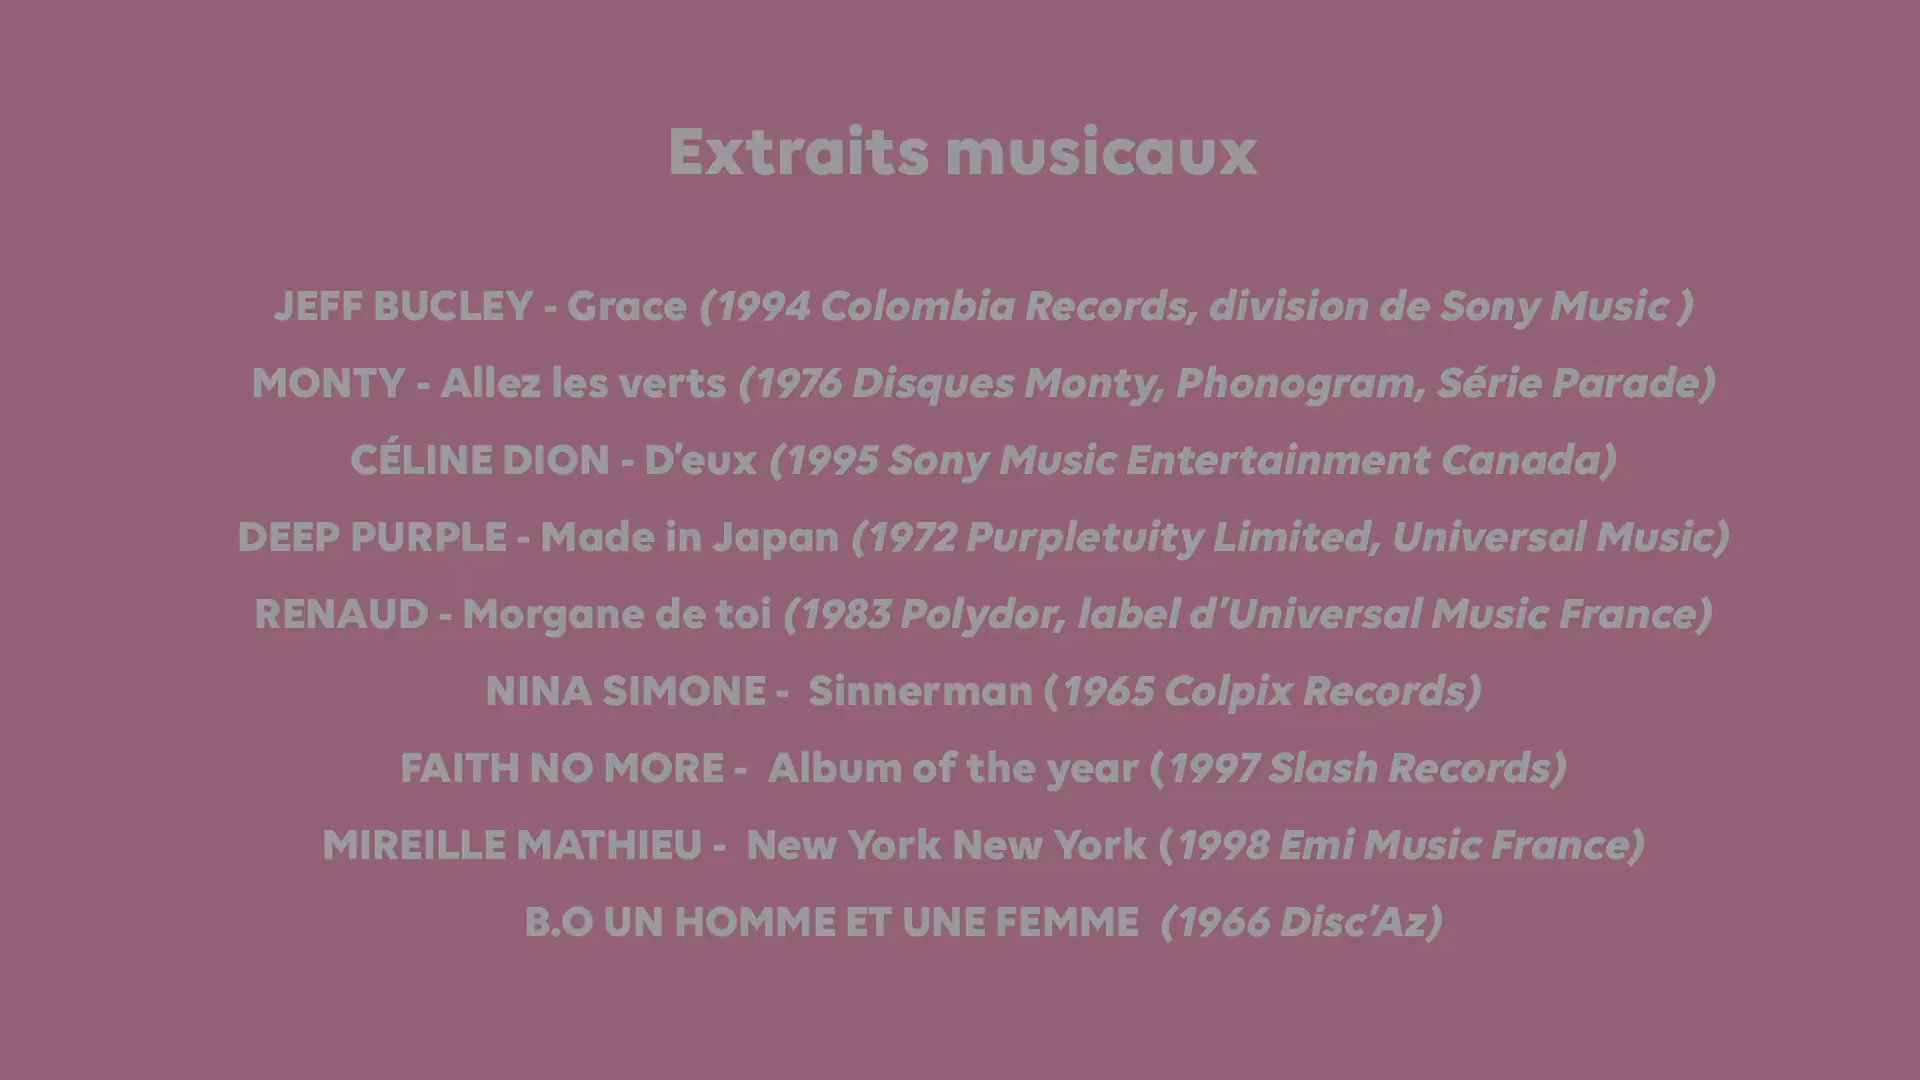 Extraits musicaux
JEFF BUCLEY - Grace (1994 Colombia Records, division de Sony Music )
MONTY - Allez les verts (1976 Disques Monty, Phonogram, Série Parade)
CÉLINE DION - D'eux (1995 Sony Music Entertainment Canada)
DEEP PURPLE - Made in Japan (1972 Purpletuity Limited, Universal Music)
RENAUD - Morgane de toi (1983 Polydor, label d'Universal Music France)
NINA SIMONE -  Sinnerman (1965 Colpix Records)
FAITH NO MORE -  Album of the year (1997 Slash Records)
MIREILLE MATHIEU -  New York New York (1998 Emi Music France)
B.O UN HOMME ET UNE FEMME  (1966 Disc'Az)